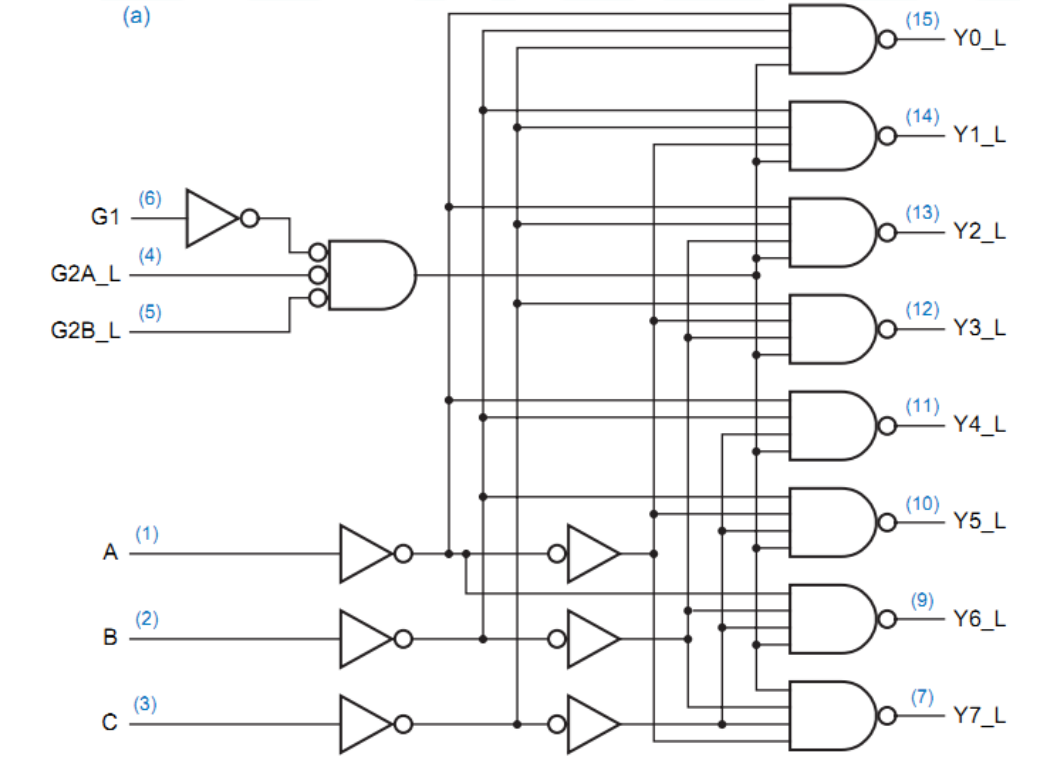 (a)
(15) Y0_L
(14) Y1_L
(6) G1
(13) Y2_L
(4) G2A_L
(5) G2B_L
(12) Y3_L
(11) Y4_L
(10) Y5_L
(1) A
(9) Y6_L
(2) B
(7) Y7_L
(3) C